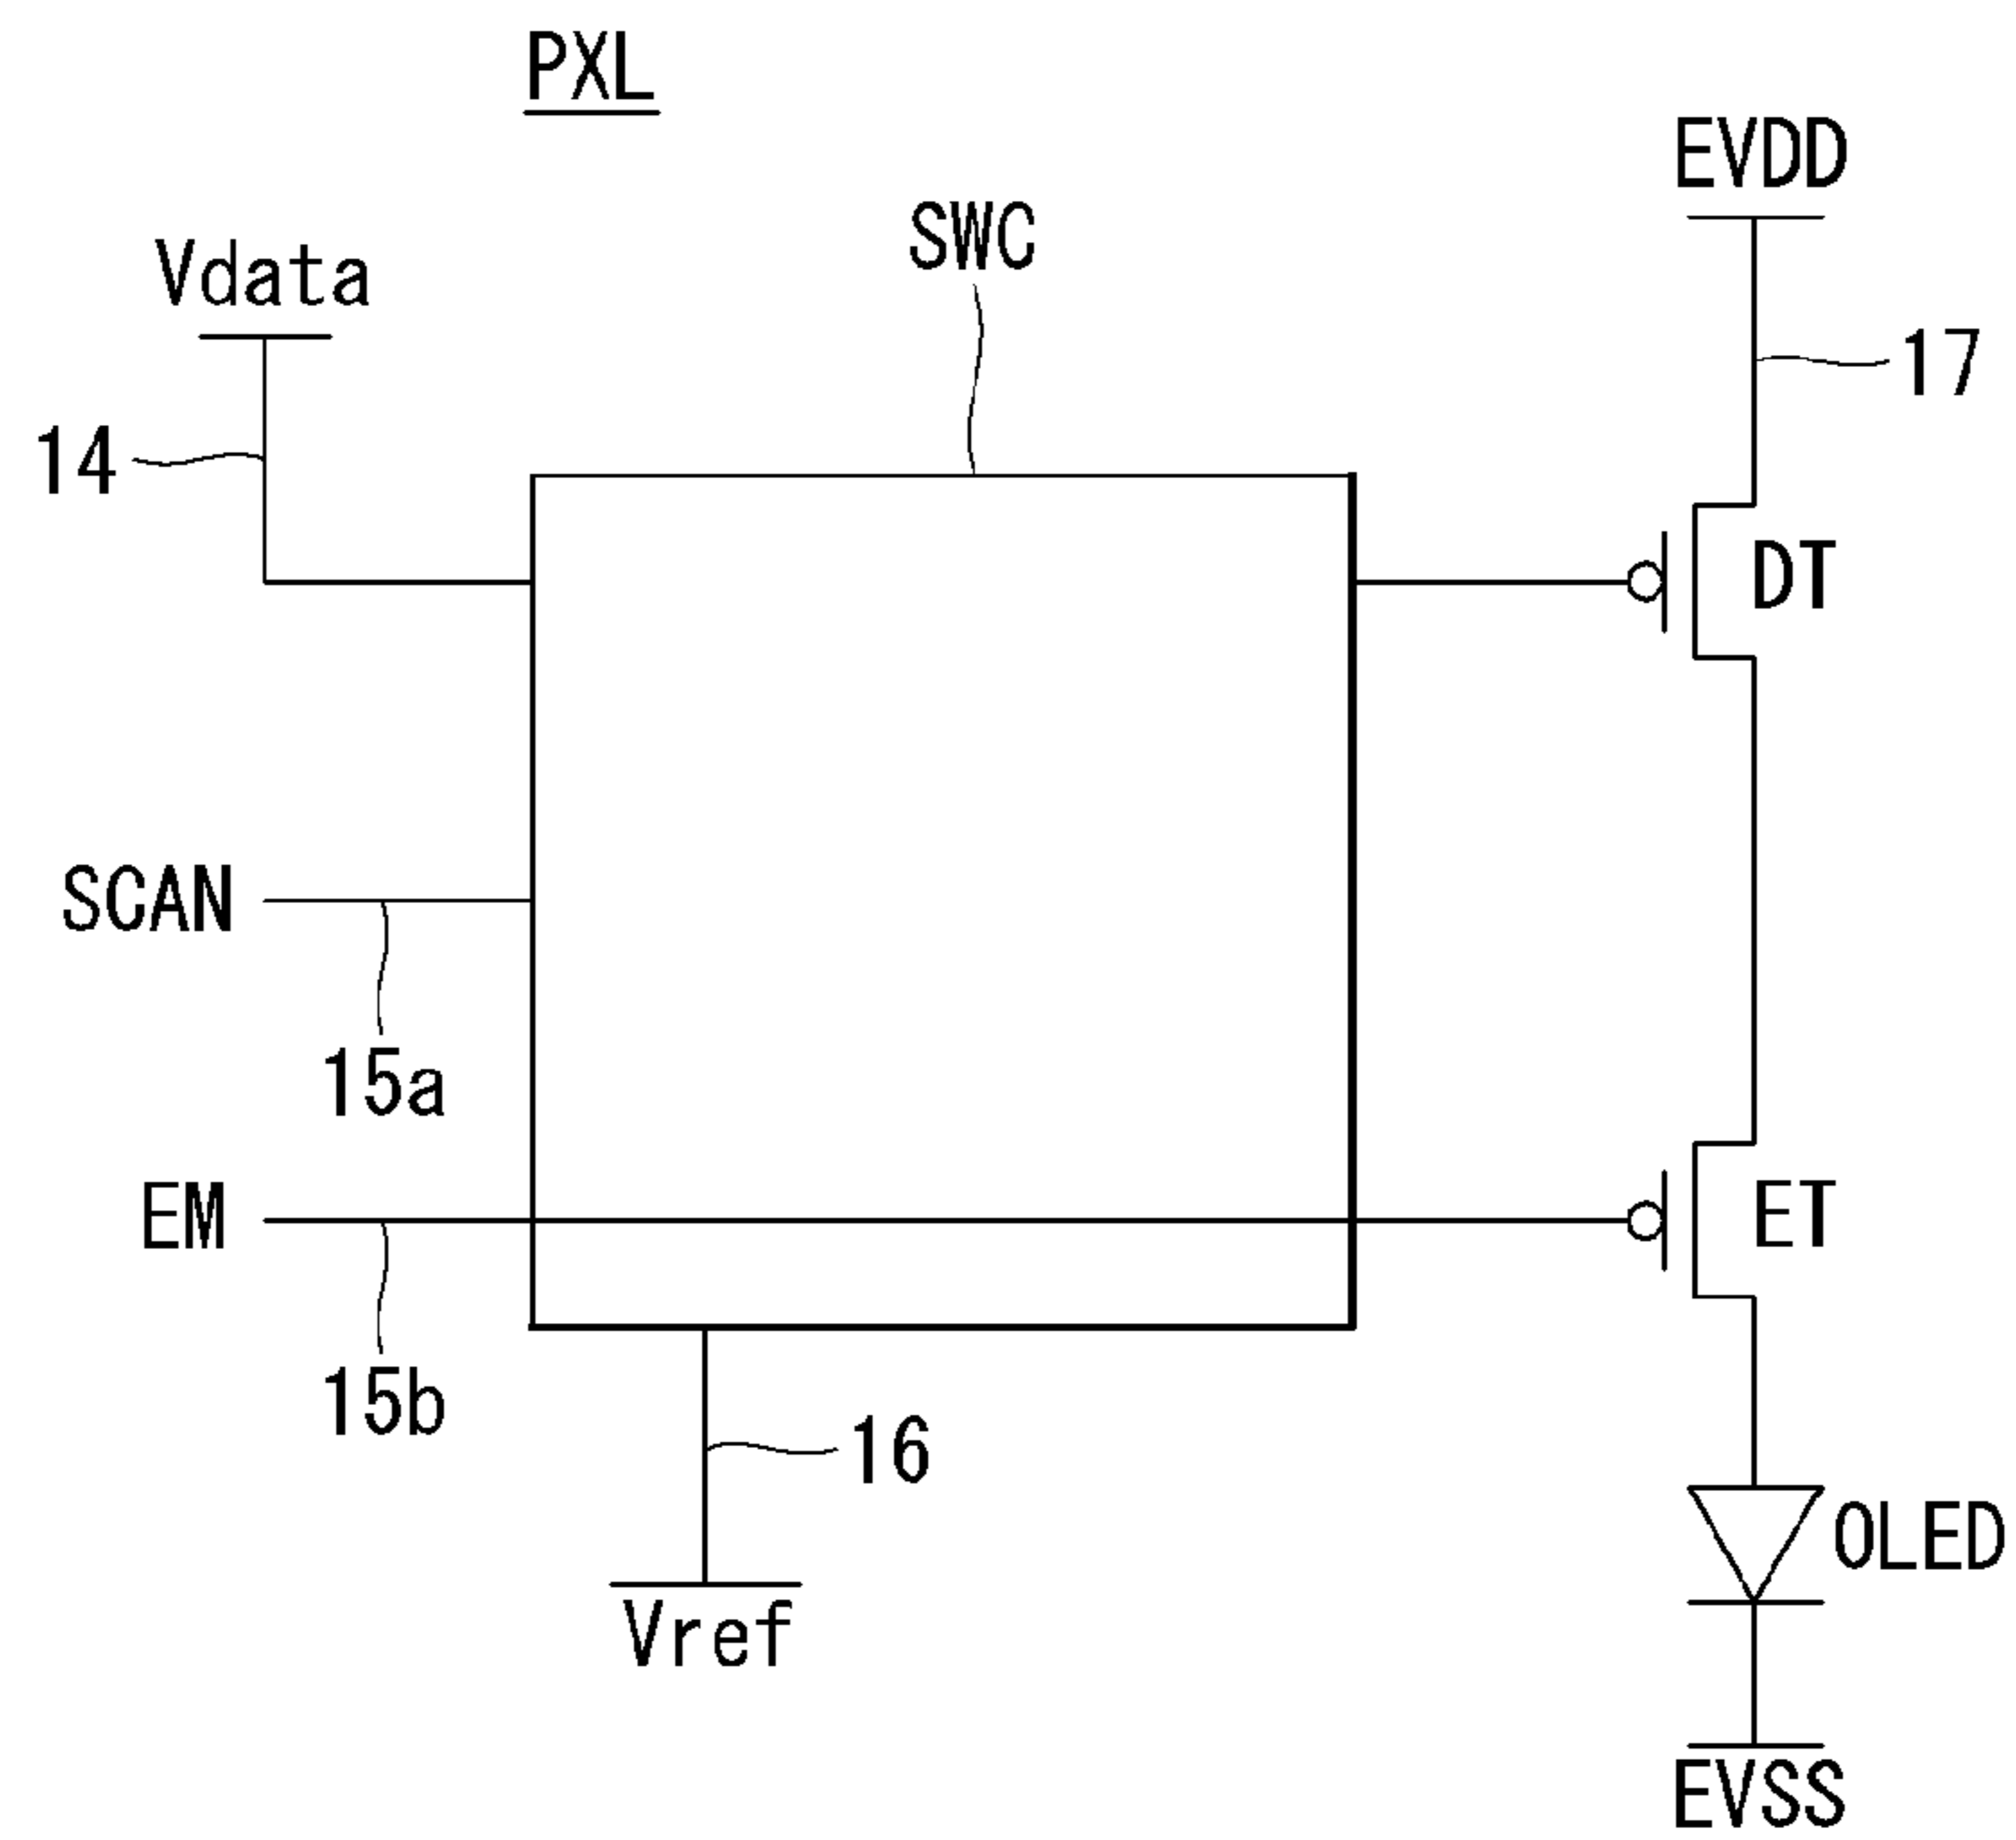 PXL
EVDD
SWC
Vdata
17
14
DT
SCAN
15a
EM
ET
15b
16
OLED
Vref
EVSS